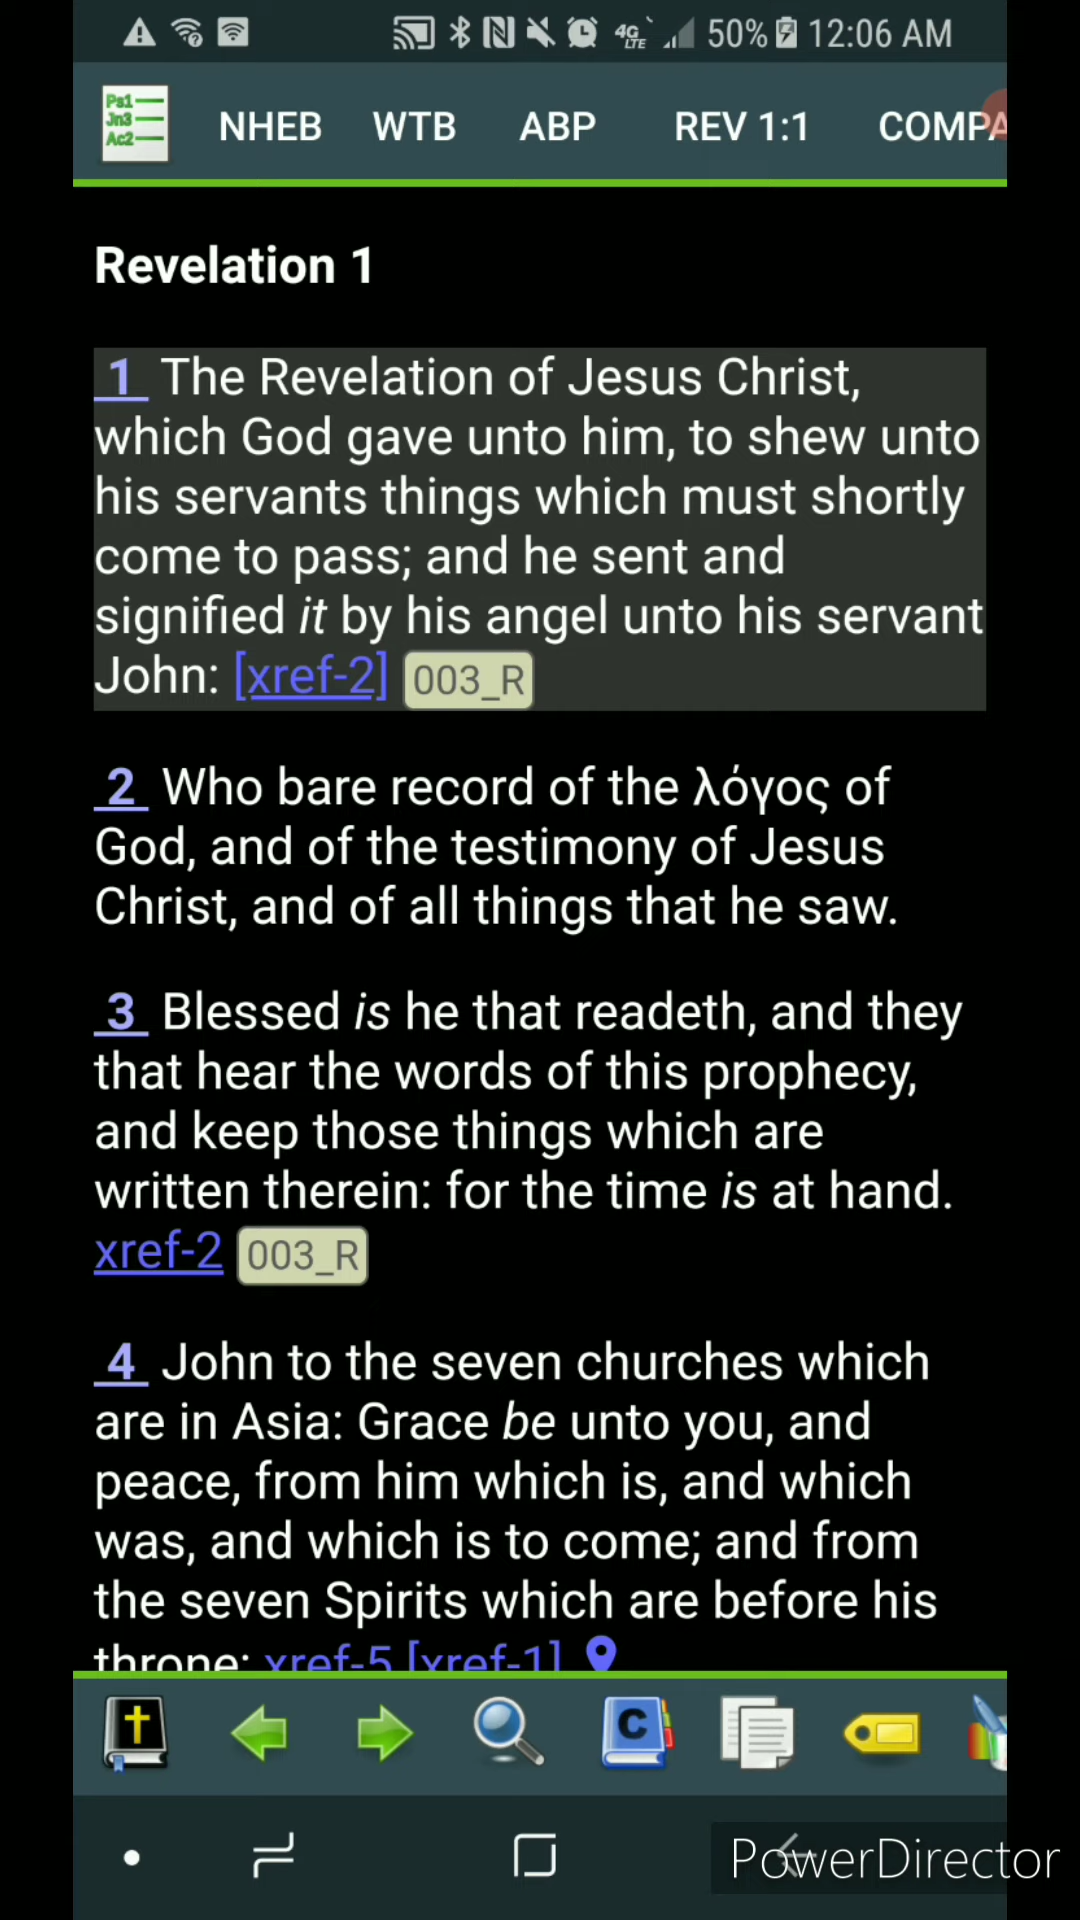 50% 12:06 AM
4G LTE
Ps1
Jn3
Ac2
NHEB WTB ABP REV 1:1 COMPA
Revelation 1
1 The Revelation of Jesus Christ,
which God gave unto him, to shew unto
his servants things which must shortly
come to pass; and he sent and
signified it by his angel unto his servant
John: [xref-2] 003_R
2 Who bare record of the λόγος of
God, and of the testimony of Jesus
Christ, and of all things that he saw.
3 Blessed is he that readeth, and they
that hear the words of this prophecy,
and keep those things which are
written therein: for the time is at hand.
xref-2 003_R
4 John to the seven churches which
are in Asia: Grace be unto you, and
peace, from him which is, and which
was, and which is to come; and from
the seven Spirits which are before his
throne: xref-5 [xref-1]
C
PowerDirector